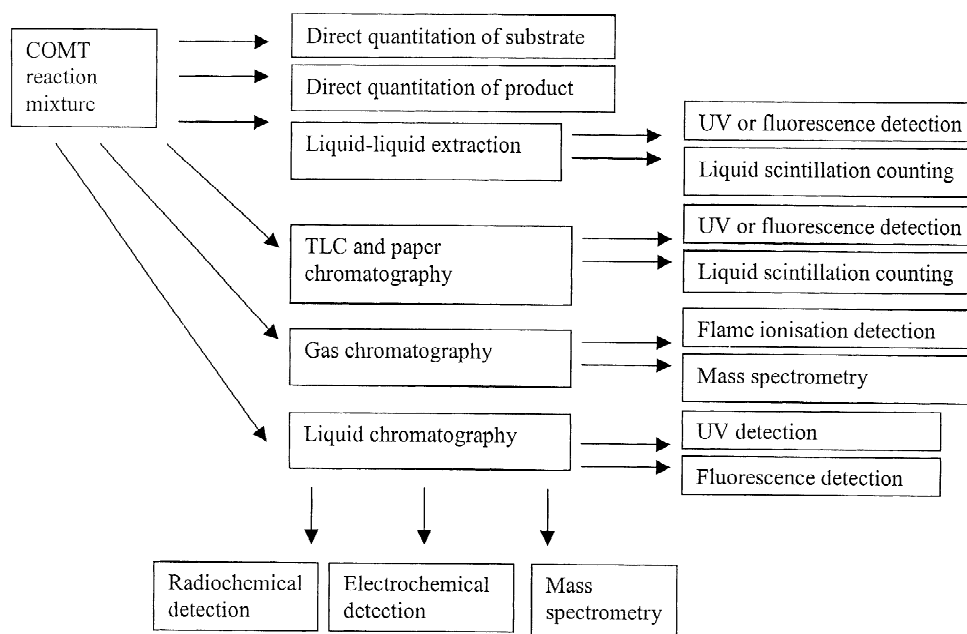 COMT
reaction
mixture
Direct quantitation of substrate
Direct quantitation of product
Liquid-liquid extraction
UV or fluorescence detection
Liquid scintillation counting
TLC and paper
chromatography
UV or fluorescence detection
Liquid scintillation counting
Gas chromatography
Flame ionisation detection
Mass spectrometry
Liquid chromatography
UV detection
Fluorescence detection
Radiochemical
detection
Electrochemical
detection
Mass
spectrometry